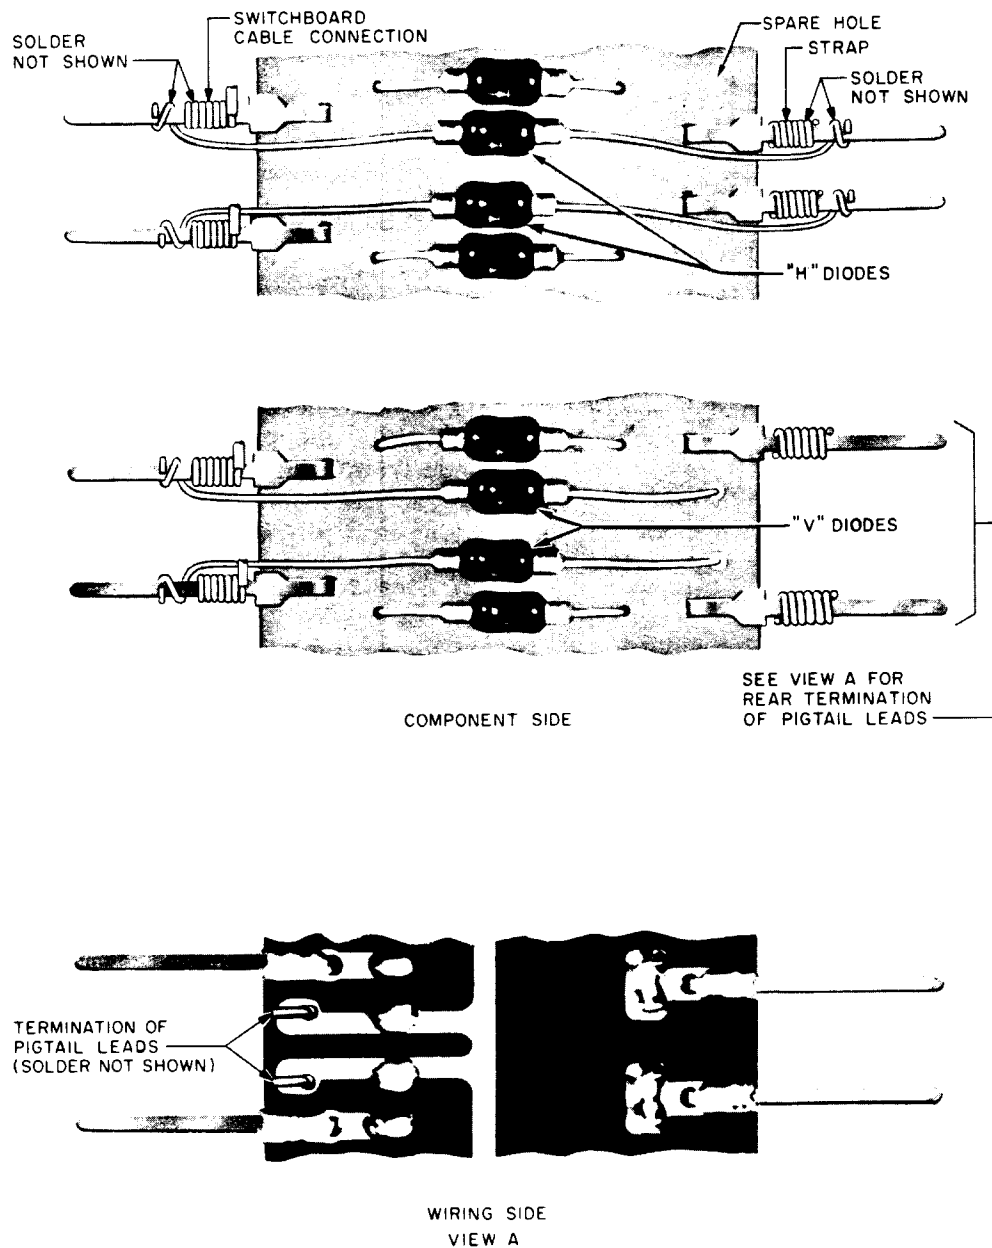 SWITCHBOARD
CABLE CONNECTION
SOLDER
NOT SHOWN
SPARE HOLE
STRAP
SOLDER
NOT SHOWN
"H" DIODES
"V" DIODES
SEE VIEW A FOR
REAR TERMINATION
OF PIGTAIL LEADS
COMPONENT SIDE
TERMINATION OF
PIGTAIL LEADS
(SOLDER NOT SHOWN)
WIRING SIDE
VIEW A